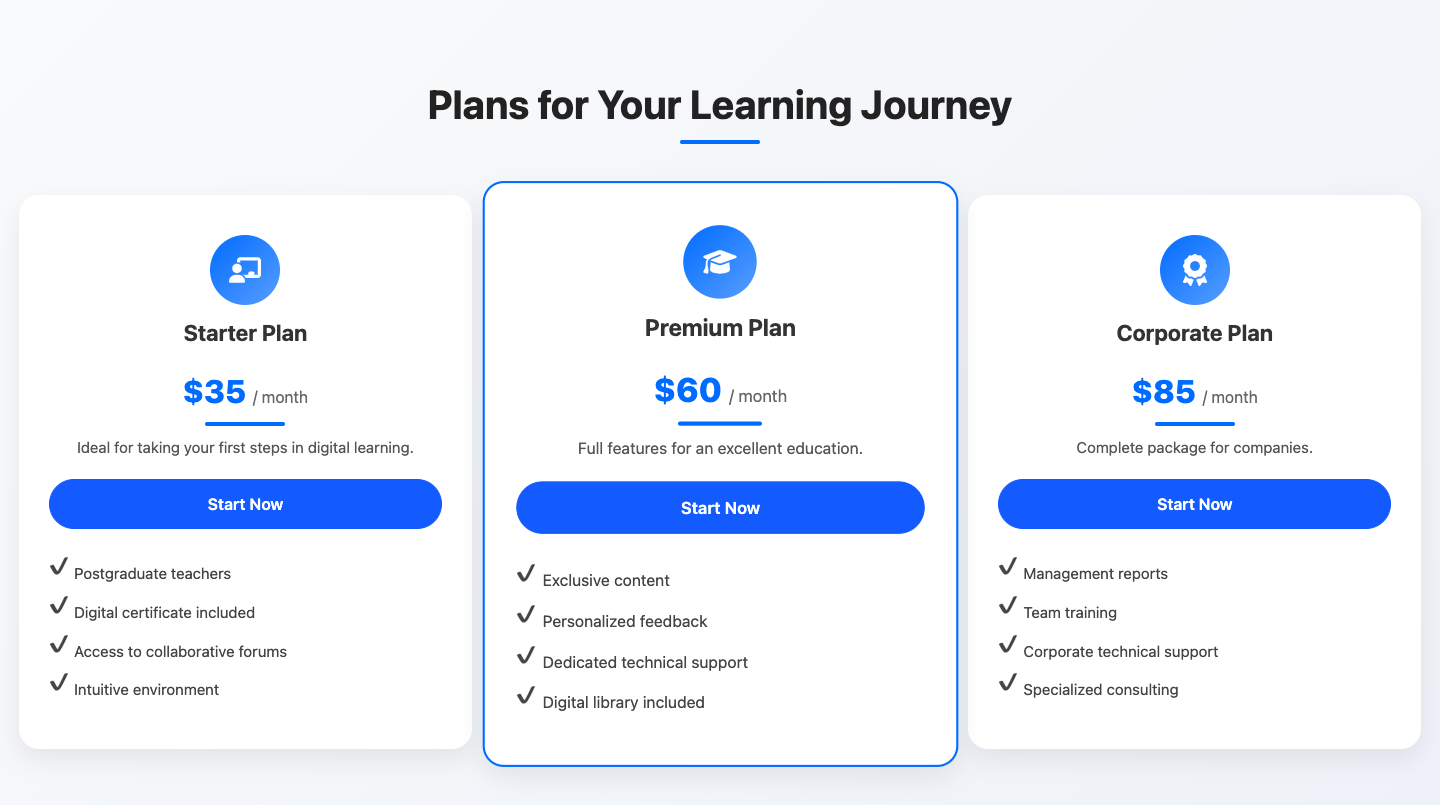 Plans for Your Learning Journey
Starter Plan
$35 / month
Ideal for taking your first steps in digital learning.
Start Now
Postgraduate teachers
Digital certificate included
Access to collaborative forums
Intuitive environment
Premium Plan
$60 / month
Full features for an excellent education.
Start Now
Exclusive content
Personalized feedback
Dedicated technical support
Digital library included
Corporate Plan
$85 / month
Complete package for companies.
Start Now
Management reports
Team training
Corporate technical support
Specialized consulting